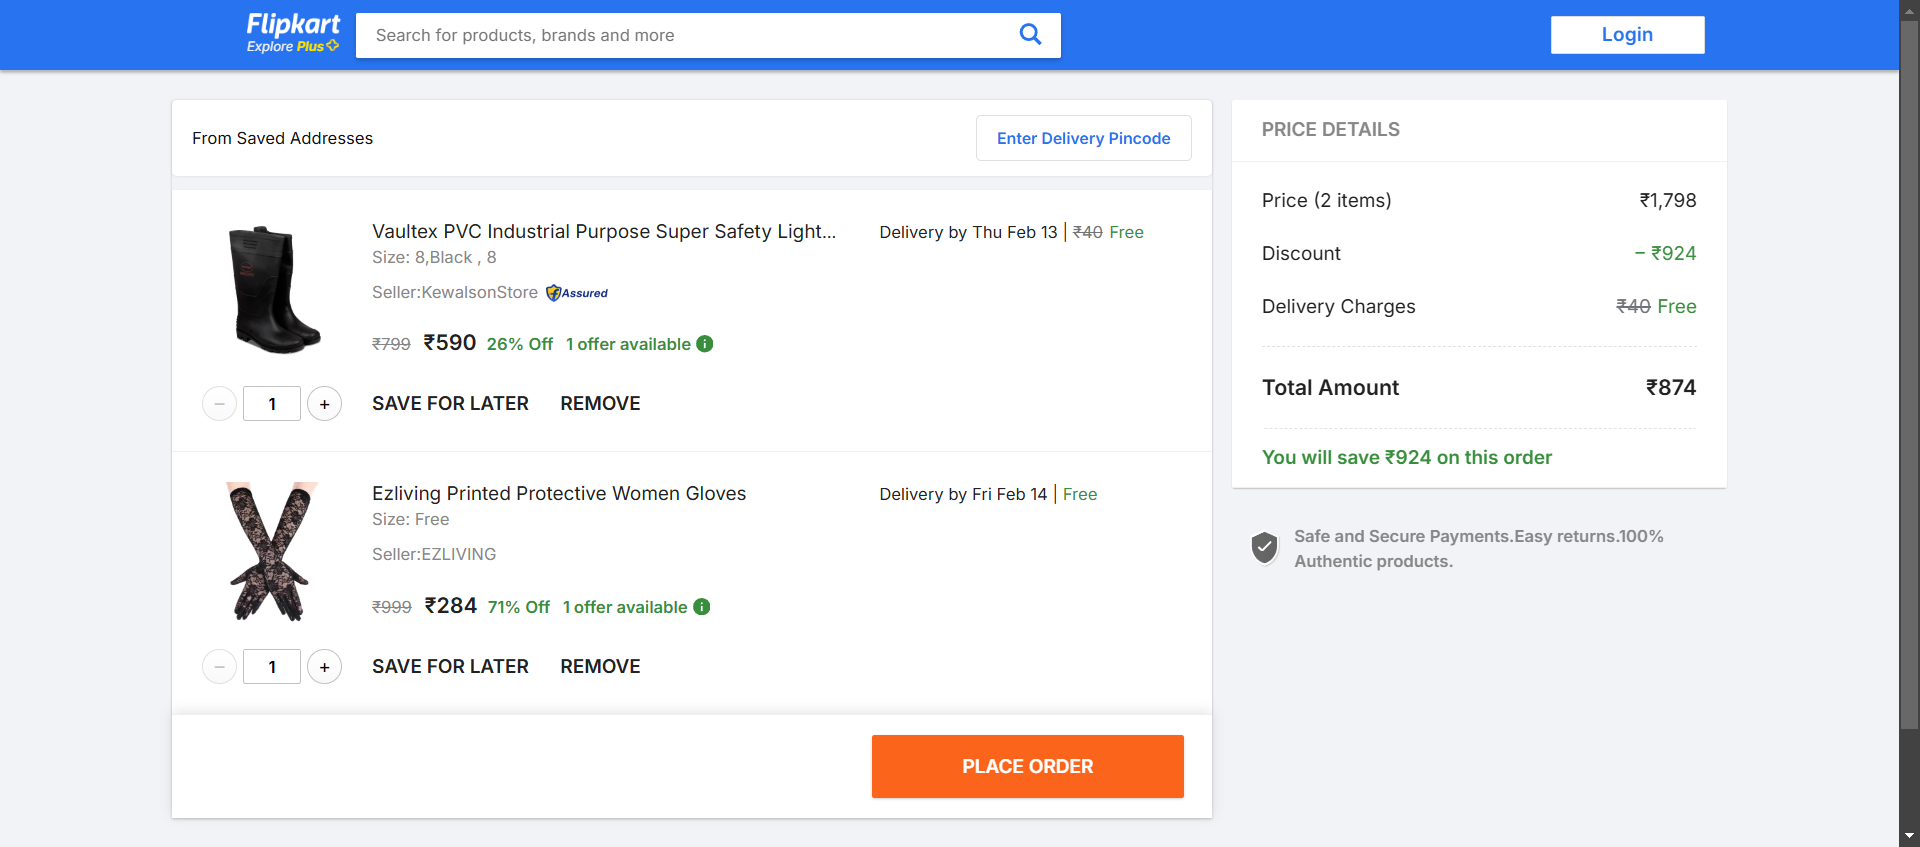 Flipkart
Explore Plus
Search for products, brands and more
Login
From Saved Addresses
Enter Delivery Pincode
Vaultex PVC Industrial Purpose Super Safety Light...
Delivery by Thu Feb 13 | ₹40 Free
Size: 8,Black , 8
Seller:KewalsonStore Assured
₹799 ₹590 26% Off 1 offer available
1
SAVE FOR LATER REMOVE
Ezliving Printed Protective Women Gloves
Delivery by Fri Feb 14 | Free
Size: Free
Seller:EZLIVING
₹999 ₹284 71% Off 1 offer available
1
SAVE FOR LATER REMOVE
PLACE ORDER
PRICE DETAILS
Price (2 items) ₹1,798
Discount − ₹924
Delivery Charges ₹40 Free
Total Amount ₹874
You will save ₹924 on this order
Safe and Secure Payments.Easy returns.100%
Authentic products.